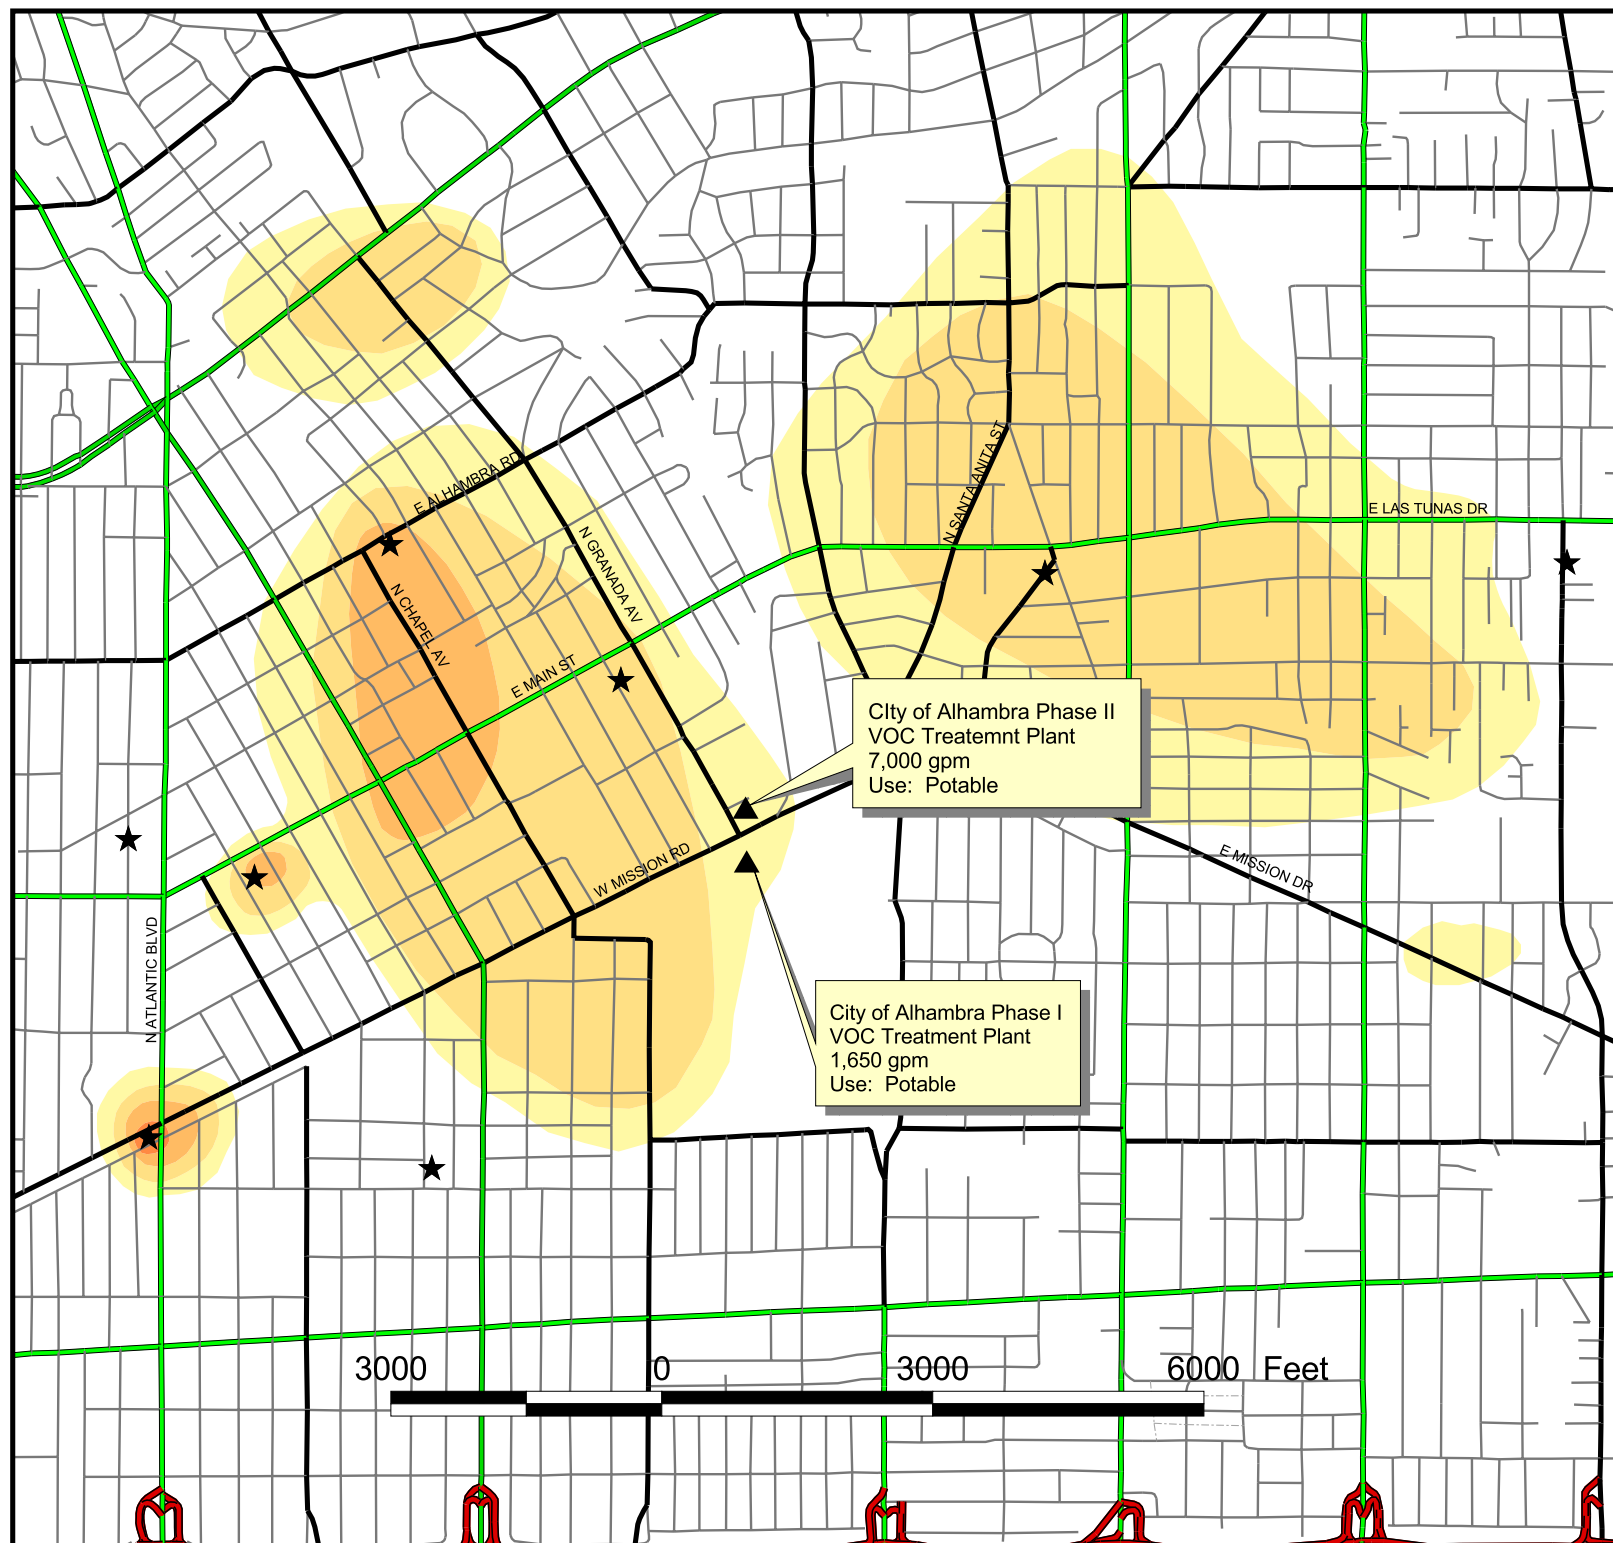 E ALHAMBRA RD
N SANTA ANITA ST
E LAS TUNAS DR
N GRANADA AV
N CHAPEL AV
E MAIN ST
CIty of Alhambra Phase II
VOC Treatemnt Plant
7,000 gpm
Use: Potable
W MISSION RD
E MISSION DR
N ATLANTIC BLVD
City of Alhambra Phase I
VOC Treatment Plant
1,650 gpm
Use: Potable
3000 0 3000 6000 Feet